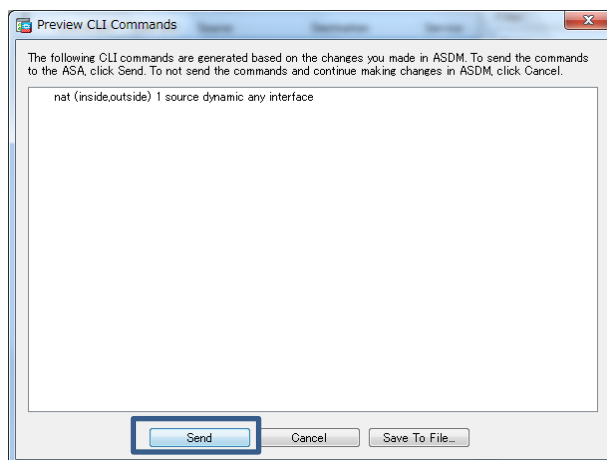 Preview CLI Commands
The following CLI commands are generated based on the changes you made in ASDM. To send the commands
to the ASA, click Send. To not send the commands and continue making changes in ASDM, click Cancel.
nat (inside,outside) 1 source dynamic any interface
Send Cancel Save To File...